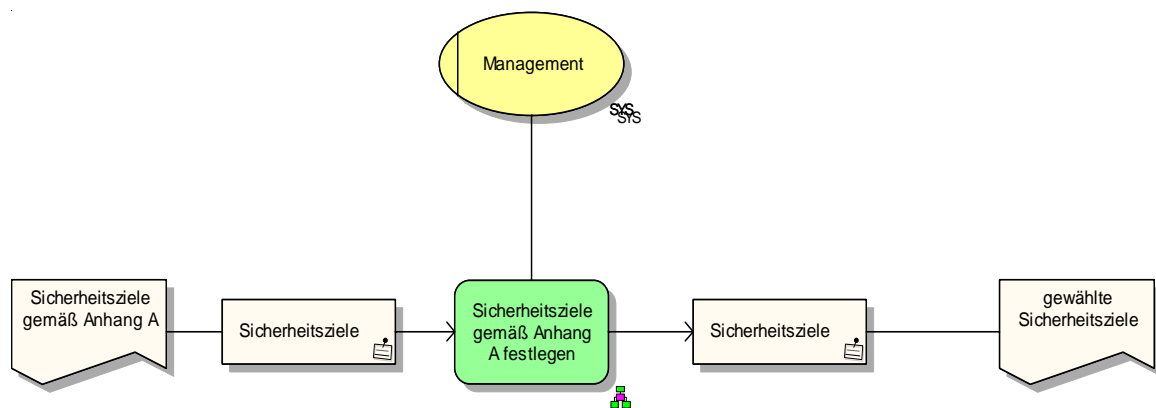 Management
SYS
SYS
Sicherheitsziele
gemäß Anhang A
Sicherheitsziele
Sicherheitsziele
gemäß Anhang
A festlegen
Sicherheitsziele
gewählte
Sicherheitsziele